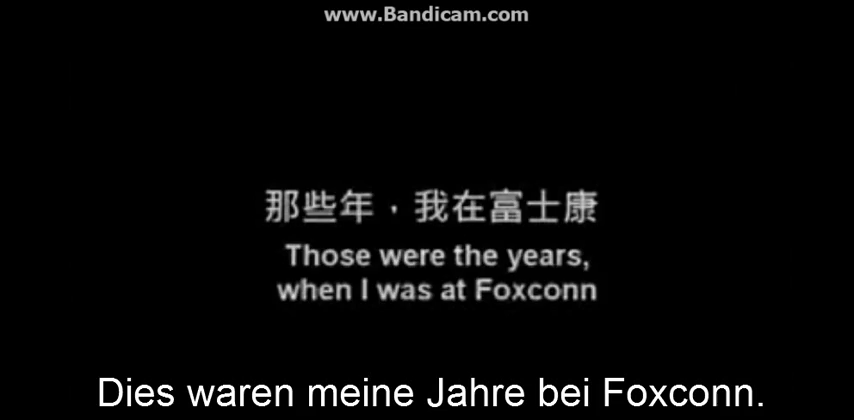 www.Bandicam.com
那些年，我在富士康
Those were the years,
when I was at Foxconn
Dies waren meine Jahre bei Foxconn.